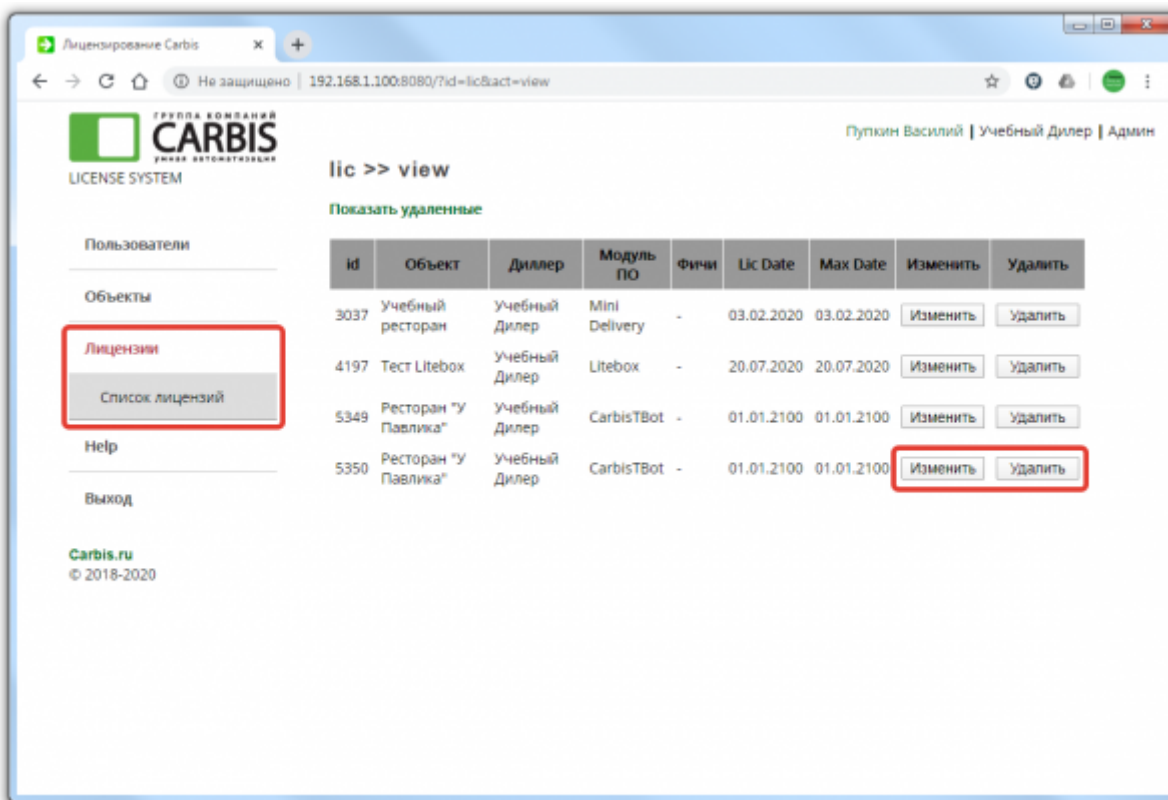 Лицензирование Carbis
Не защищено | 192.168.1.100:8080/?id=lic&act=view
ГРУППА КОМПАНИЙ
CARBIS
умная автоматизация
LICENSE SYSTEM
Пупкин Василий | Учебный Дилер | Админ
lic >> view
Показать удаленные
Пользователи
Объекты
Лицензии
Список лицензий
Help
Выход
Carbis.ru
© 2018-2020
id Объект Диллер Модуль ПО Фичи Lic Date Max Date Изменить Удалить
3037 Учебный ресторан Учебный Дилер Mini Delivery - 03.02.2020 03.02.2020 Изменить Удалить
4197 Тест Litebox Учебный Дилер Litebox - 20.07.2020 20.07.2020 Изменить Удалить
5349 Ресторан "У Павлика" Учебный Дилер CarbisTBot - 01.01.2100 01.01.2100 Изменить Удалить
5350 Ресторан "У Павлика" Учебный Дилер CarbisTBot - 01.01.2100 01.01.2100 Изменить Удалить